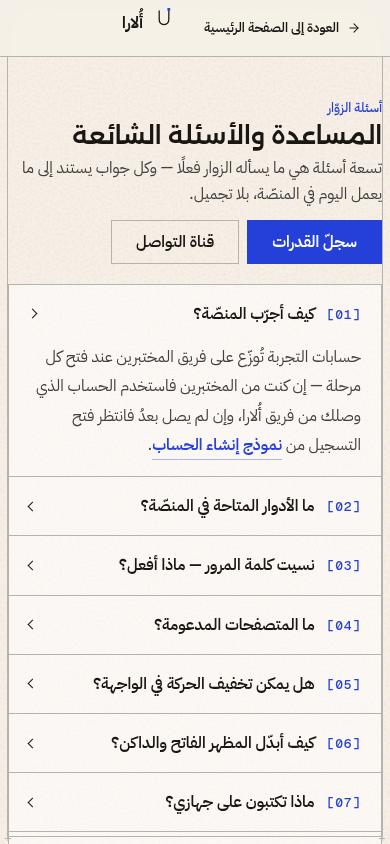 العودة إلى الصفحة الرئيسية
ألارا
أسئلة الزوّار
المساعدة والأسئلة الشائعة
تسعة أسئلة هي ما يسأله الزوار فعلًا — وكل جواب يستند إلى ما
يعمل اليوم في المنصّة، بلا تجميل.
سجلّ القدرات
قناة التواصل
[01] كيف أجرّب المنصّة؟
حسابات التجربة تُوزّع على فريق المختبرين عند فتح كل
مرحلة — إن كنت من المختبرين فاستخدم الحساب الذي
وصلك من فريق ألارا، وإن لم يصل بعدُ فانتظر فتح
التسجيل من نموذج إنشاء الحساب.
[02] ما الأدوار المتاحة في المنصّة؟
[03] نسيت كلمة المرور — ماذا أفعل؟
[04] ما المتصفحات المدعومة؟
[05] هل يمكن تخفيف الحركة في الواجهة؟
[06] كيف أبدّل المظهر الفاتح والداكن؟
[07] ماذا تكتبون على جهازي؟